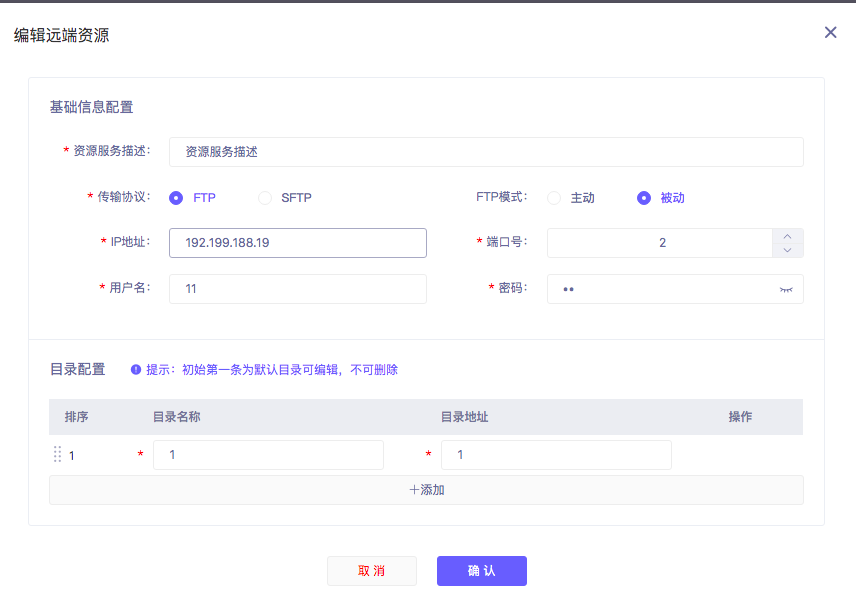 编辑远端资源
基础信息配置
* 资源服务描述: 资源服务描述
* 传输协议: FTP SFTP FTP模式: 主动 被动
* IP地址: 192.199.188.19 * 端口号: 2
* 用户名: 11 * 密码: ••
目录配置 提示：初始第一条为默认目录可编辑，不可删除
排序 目录名称 目录地址 操作
1 * 1 * 1
+添加
取消 确认